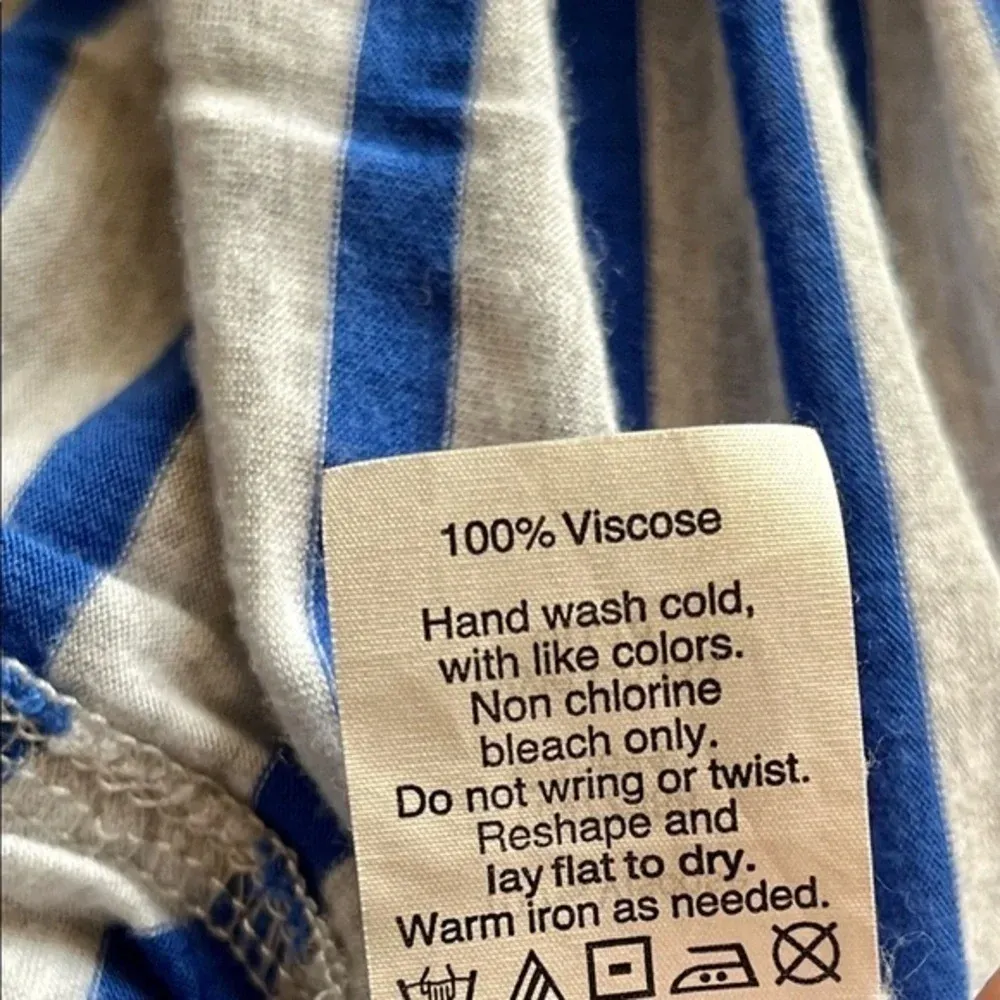 100% Viscose
Hand wash cold,
with like colors.
Non chlorine
bleach only.
Do not wring or twist.
Reshape and
lay flat to dry.
Warm iron as needed.